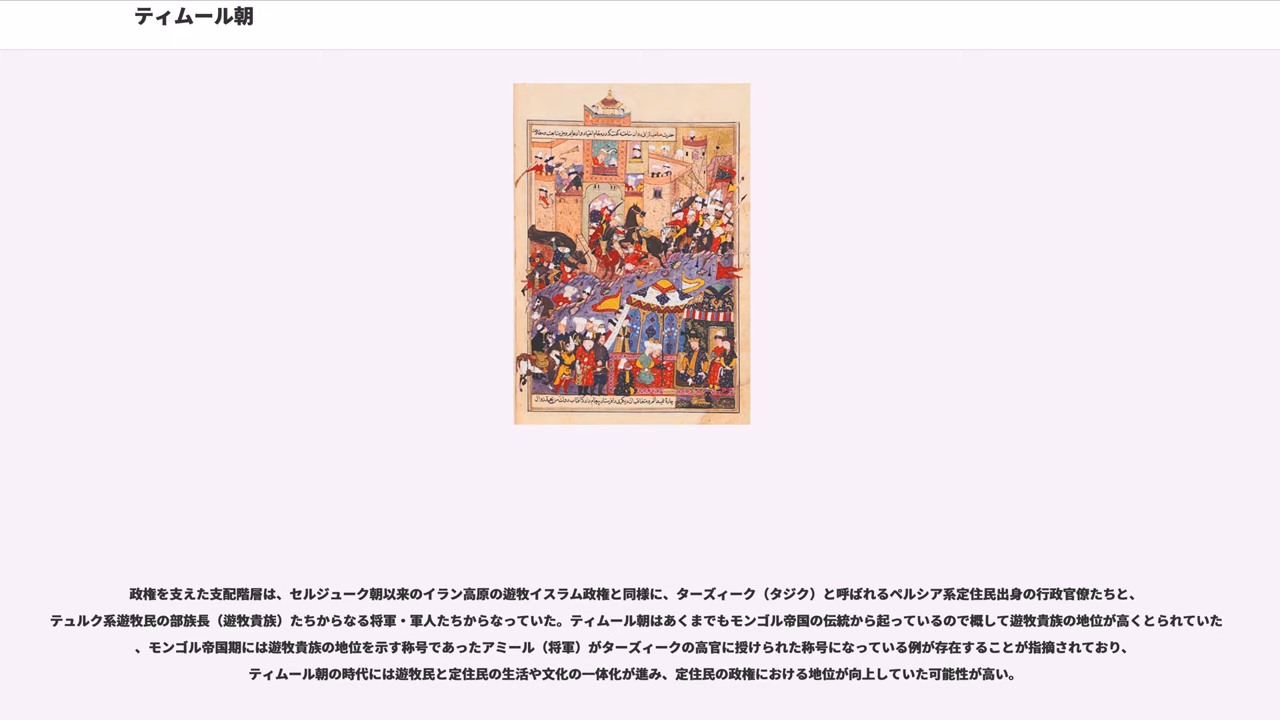 ティムール朝
政権を支えた支配階層は、セルジューク朝以来のイラン高原の遊牧イスラム政権と同様に、ターズィーク（タジク）と呼ばれるペルシア系定住民出身の行政官僚たちと、
テュルク系遊牧民の部族長（遊牧貴族）たちからなる将軍・軍人たちからなっていた。ティムール朝はあくまでもモンゴル帝国の伝統から起っているので概して遊牧貴族の地位が高くとられていた
、モンゴル帝国期には遊牧貴族の地位を示す称号であったアミール（将軍）がターズィークの高官に授けられた称号になっている例が存在することが指摘されており、
ティムール朝の時代には遊牧民と定住民の生活や文化の一体化が進み、定住民の政権における地位が向上していた可能性が高い。